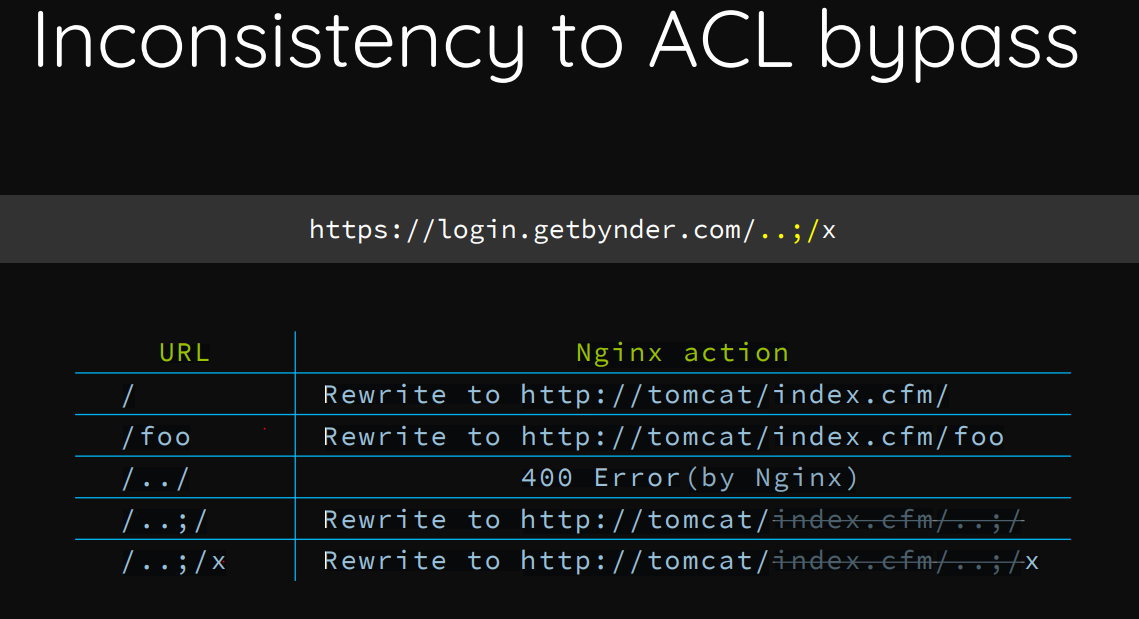 Inconsistency to ACL bypass
https://login.getbynder.com/..;/x
URL Nginx action
/ Rewrite to http://tomcat/index.cfm/
/foo Rewrite to http://tomcat/index.cfm/foo
/../ 400 Error(by Nginx)
/..;/ Rewrite to http://tomcat/index.cfm/..;/
/..;/x Rewrite to http://tomcat/index.cfm/..;/x